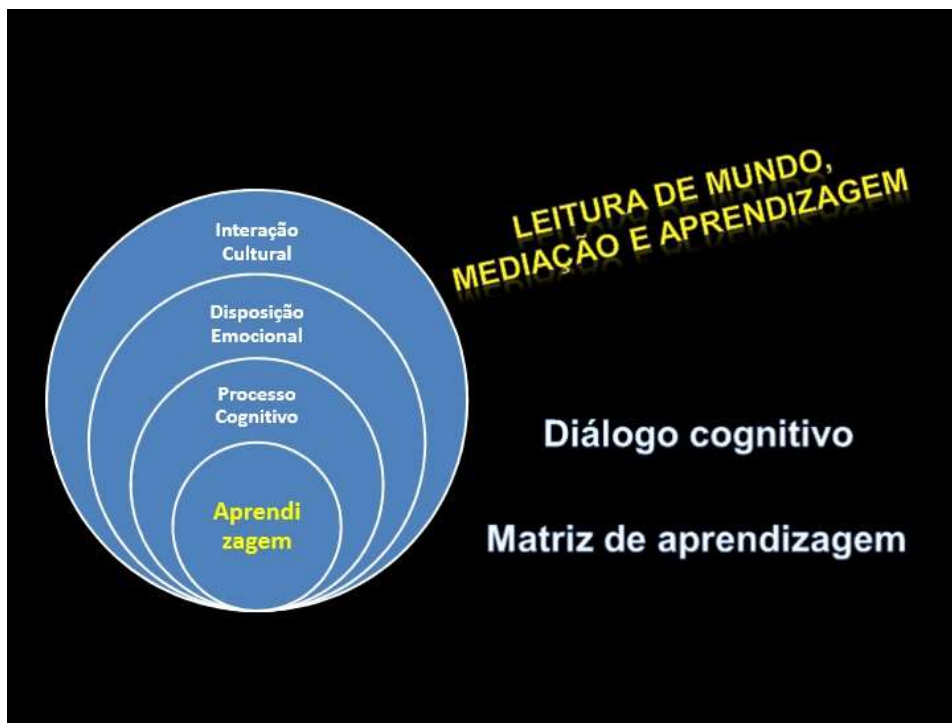 LEITURA DE MUNDO,
MEDIAÇÃO E APRENDIZAGEM
Interação
Cultural
Disposição
Emocional
Processo
Cognitivo
Aprendi
zagem
Diálogo cognitivo
Matriz de aprendizagem